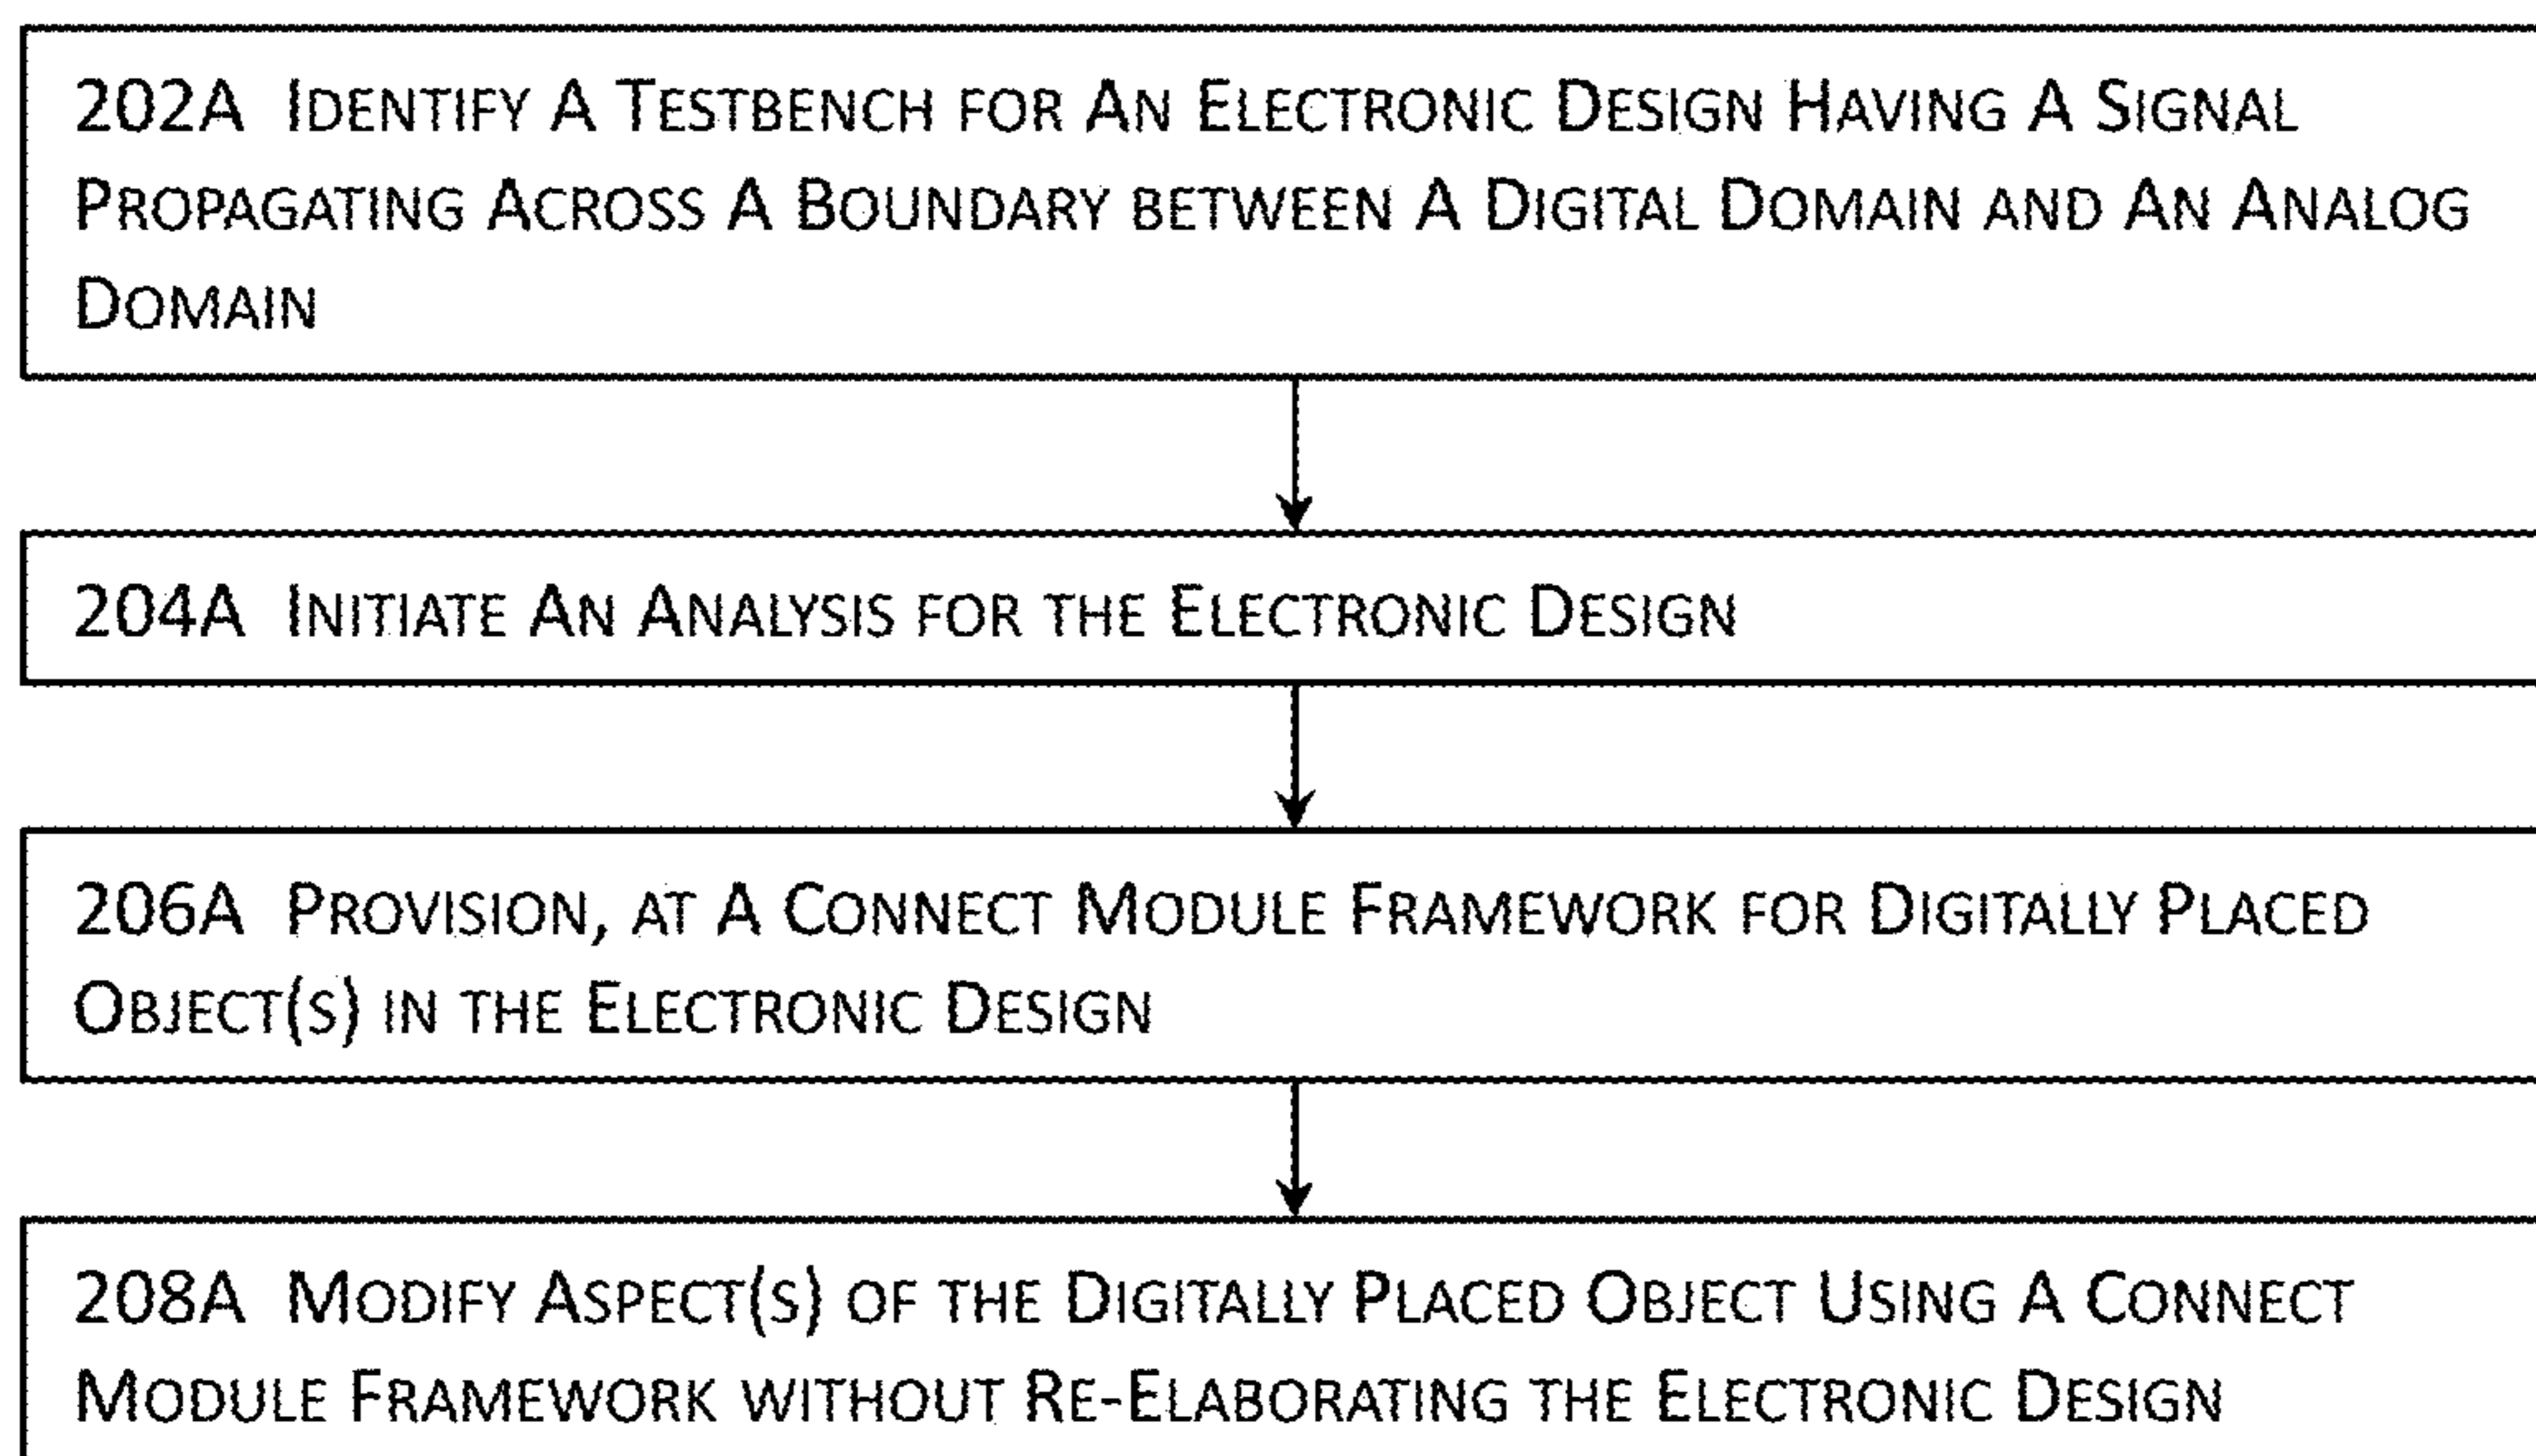 202A Identify A Testbench for An Electronic Design Having A Signal
Propagating Across A Boundary between A Digital Domain and An Analog
Domain
204A Initiate An Analysis for the Electronic Design
206A Provision, at A Connect Module Framework for Digitally Placed
Object(s) in the Electronic Design
208A Modify Aspect(s) of the Digitally Placed Object Using A Connect
Module Framework without Re-Elaborating the Electronic Design